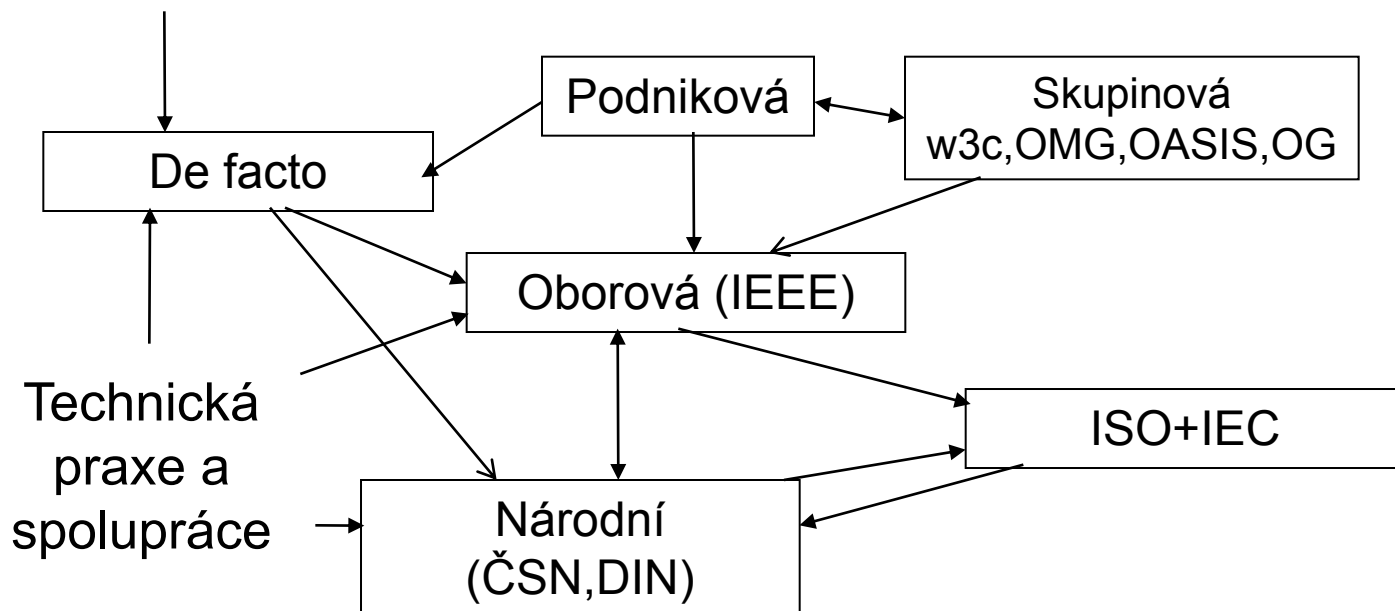 Podniková
Skupinová
w3c,OMG,OASIS,OG
De facto
Oborová (IEEE)
Technická
praxe a
spolupráce
ISO+IEC
Národní
(ČSN,DIN)